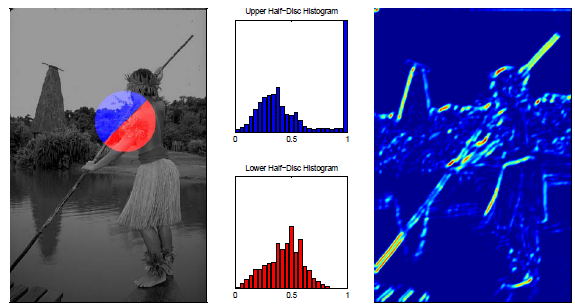 Upper Half-Disc Histogram
0 0.5 1
Lower Half-Disc Histogram
0 0.5 1